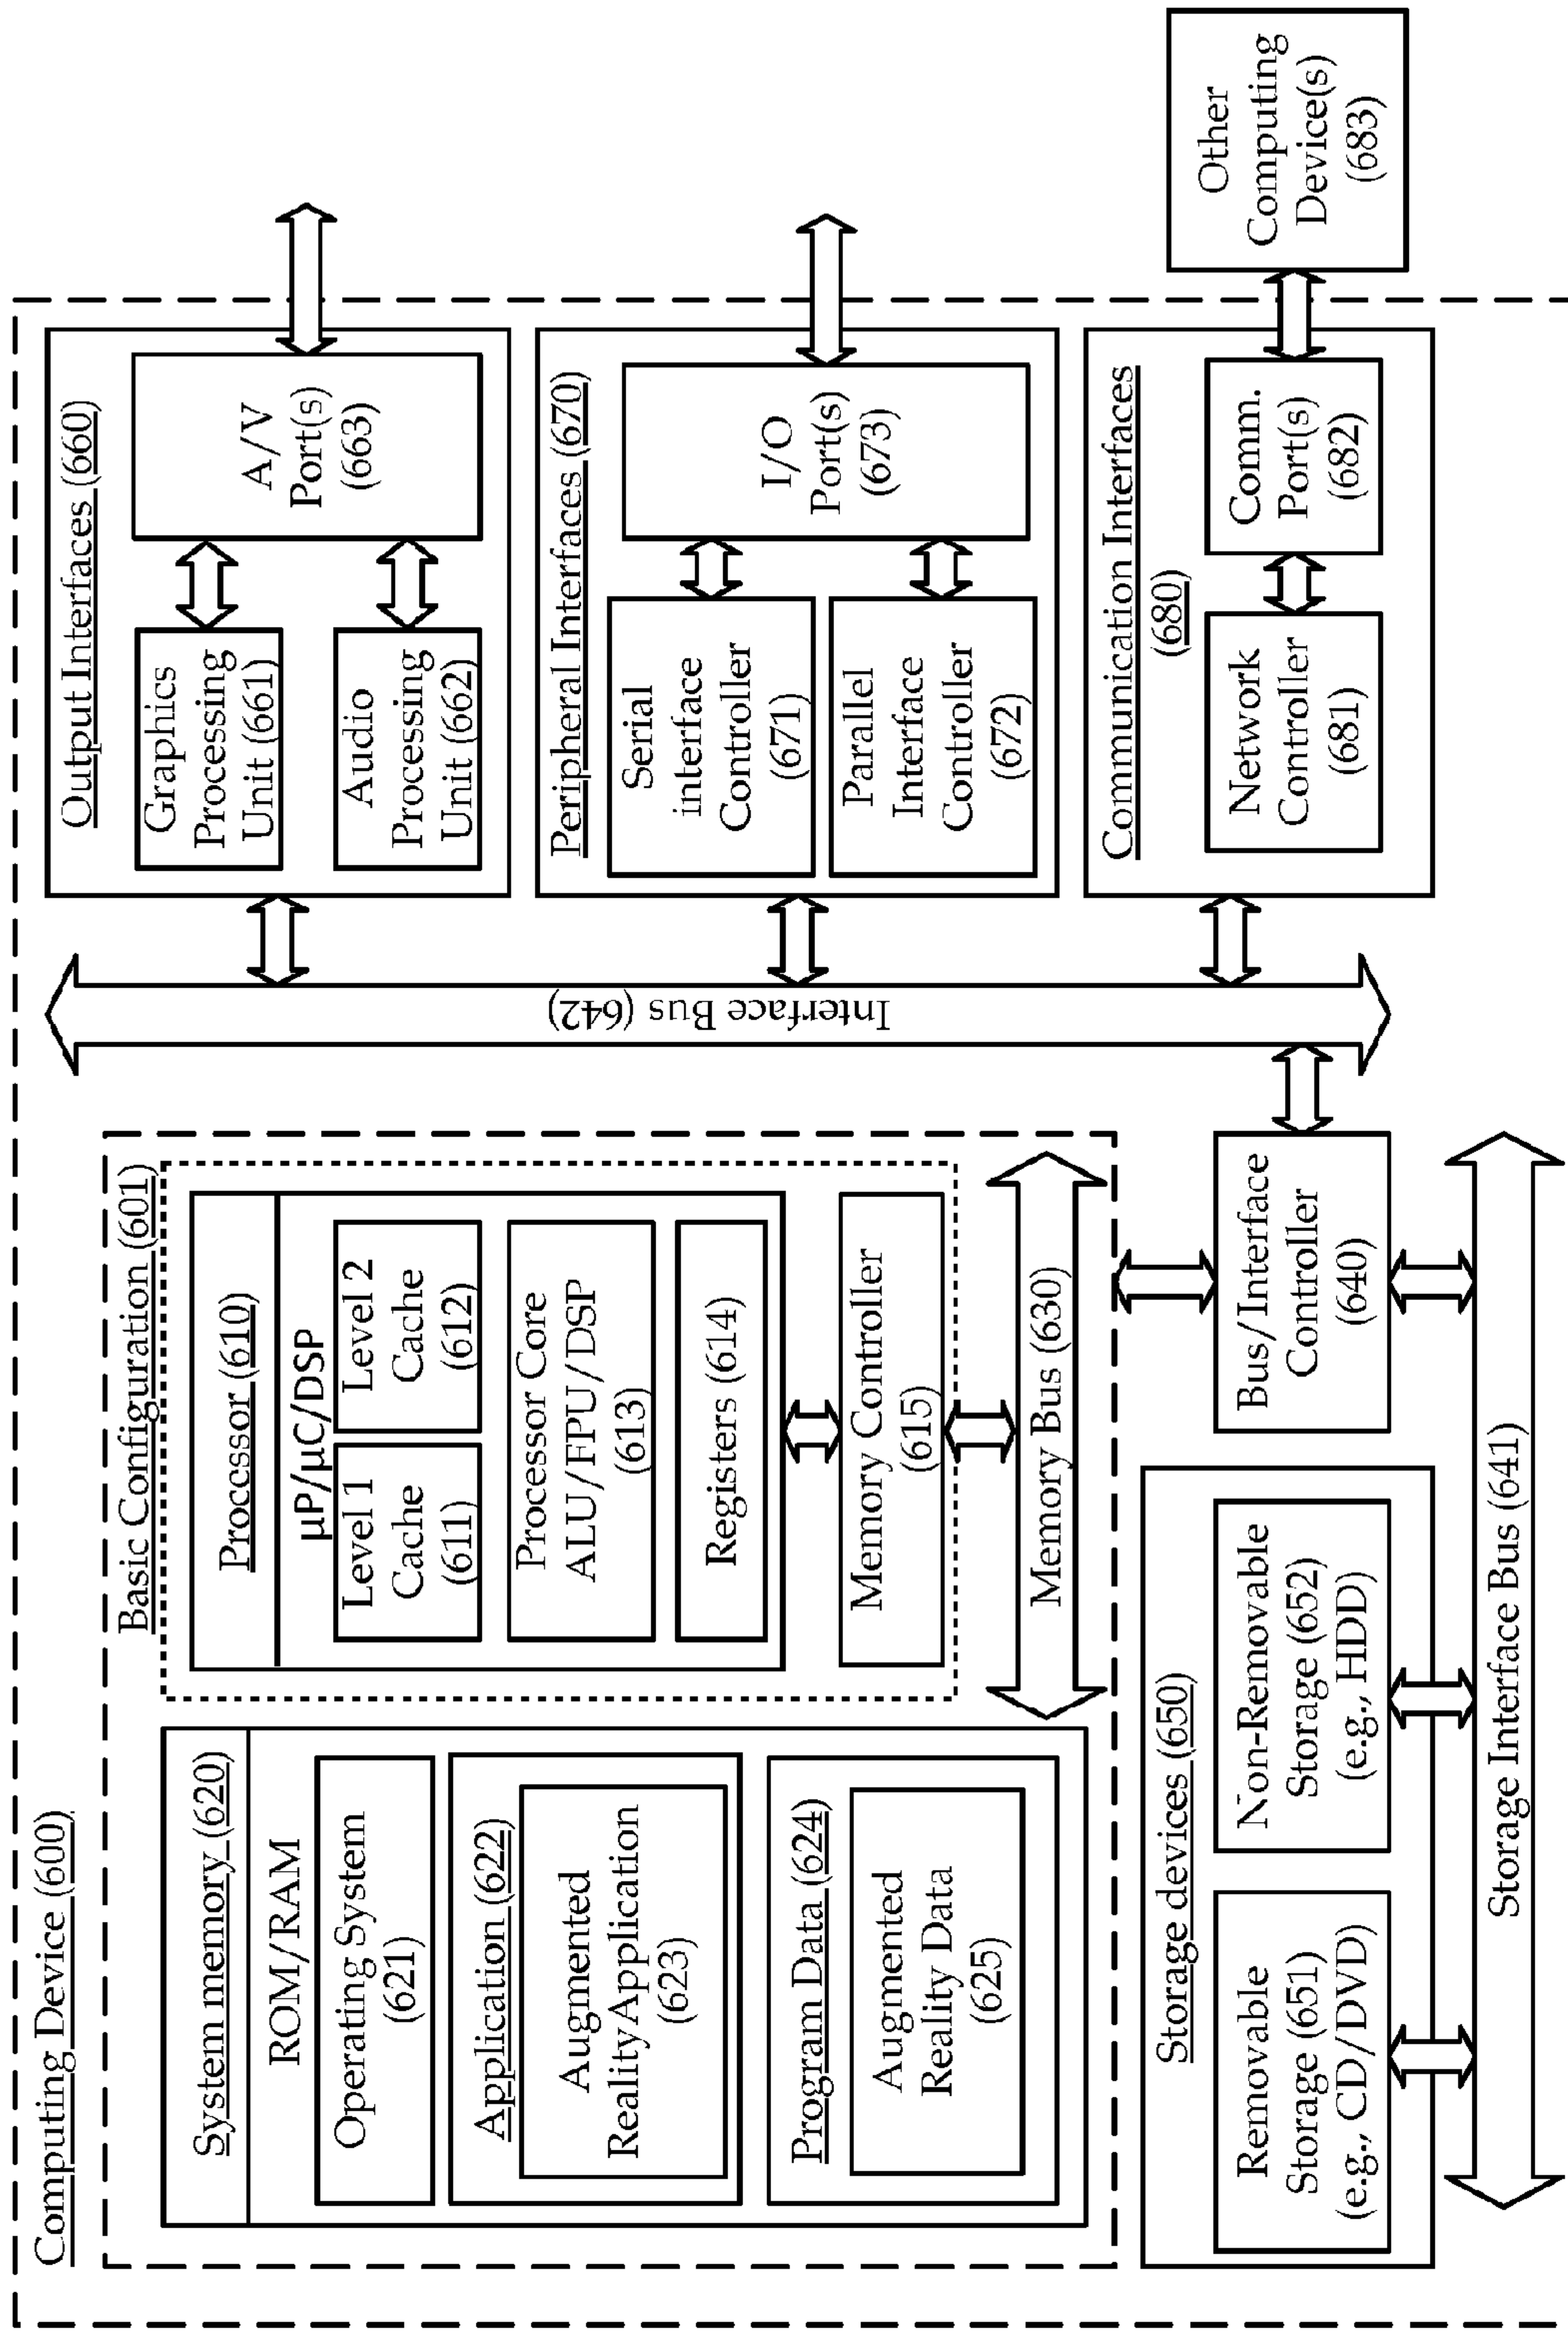 Computing Device (600)
Basic Configuration (601)
System memory (620)
ROM/RAM
Operating System
(621)
Application (622)
Augmented
RealityApplication
(623)
Program Data (624)
Augmented
Reality Data
(625)
Processor (610)
µP/µC/DSP
Level 1
Cache
(611)
Level 2
Cache
(612)
Processor Core
ALU/FPU/DSP
(613)
Registers (614)
Memory Controller
(615)
Memory Bus (630)
Bus/Interface
Controller
(640)
Storage devices (650)
Removable
Storage (651)
(e.g., CD/DVD)
Non-Removable
Storage (652)
(e.g., HDD)
Storage Interface Bus (641)
Interface Bus (642)
Output Interfaces (660)
Graphics
Processing
Unit (661)
Audio
Processing
Unit (662)
A/V
Port(s)
(663)
Peripheral Interfaces (670)
Serial
interface
Controller
(671)
Parallel
Interface
Controller
(672)
I/O
Port(s)
(673)
Communication Interfaces
(680)
Network
Controller
(681)
Comm.
Port(s)
(682)
Other
Computing
Device(s)
(683)